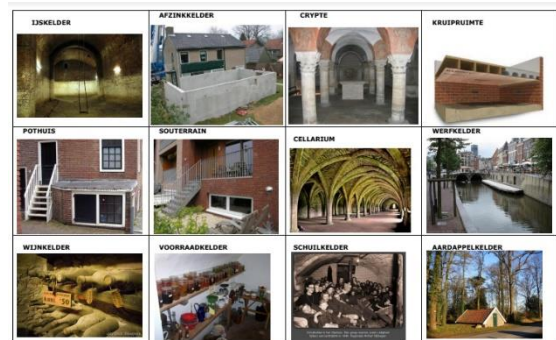 IJSKELDER
AFZINKKELDER
CRYPTE
KRUIPRUIMTE
POTHUIS
SOUTERRAIN
CELLARIUM
WERFKELDER
WIJNKELDER
VOORRAADKELDER
SCHUILKELDER
AARDAPPELKELDER